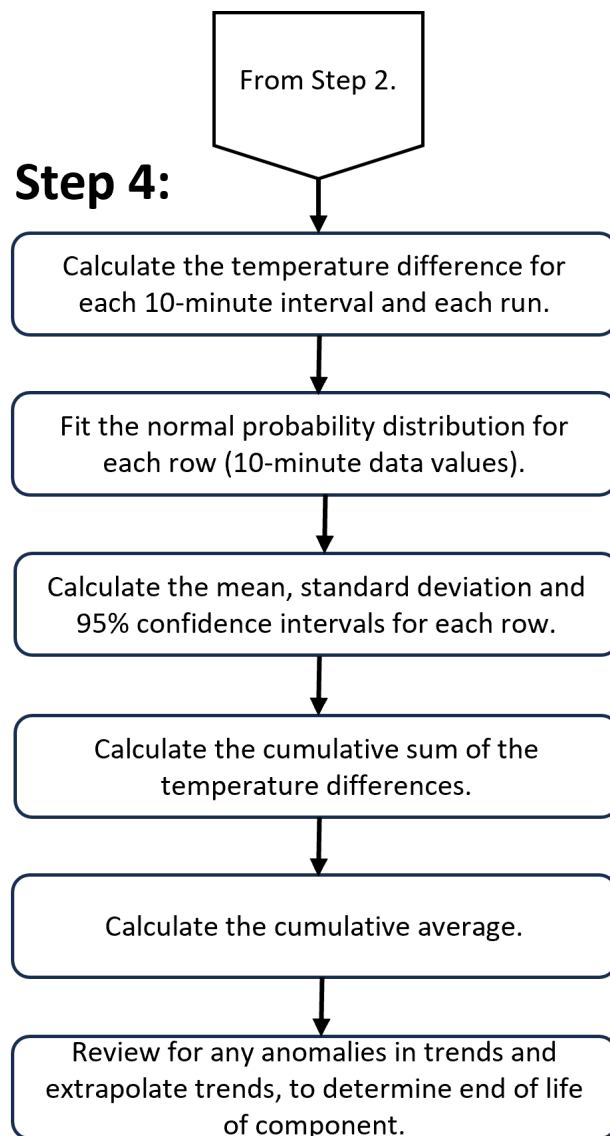 From Step 2.
Step 4:
Calculate the temperature difference for
each 10-minute interval and each run.
Fit the normal probability distribution for
each row (10-minute data values).
Calculate the mean, standard deviation and
95% confidence intervals for each row.
Calculate the cumulative sum of the
temperature differences.
Calculate the cumulative average.
Review for any anomalies in trends and
extrapolate trends, to determine end of life
of component.